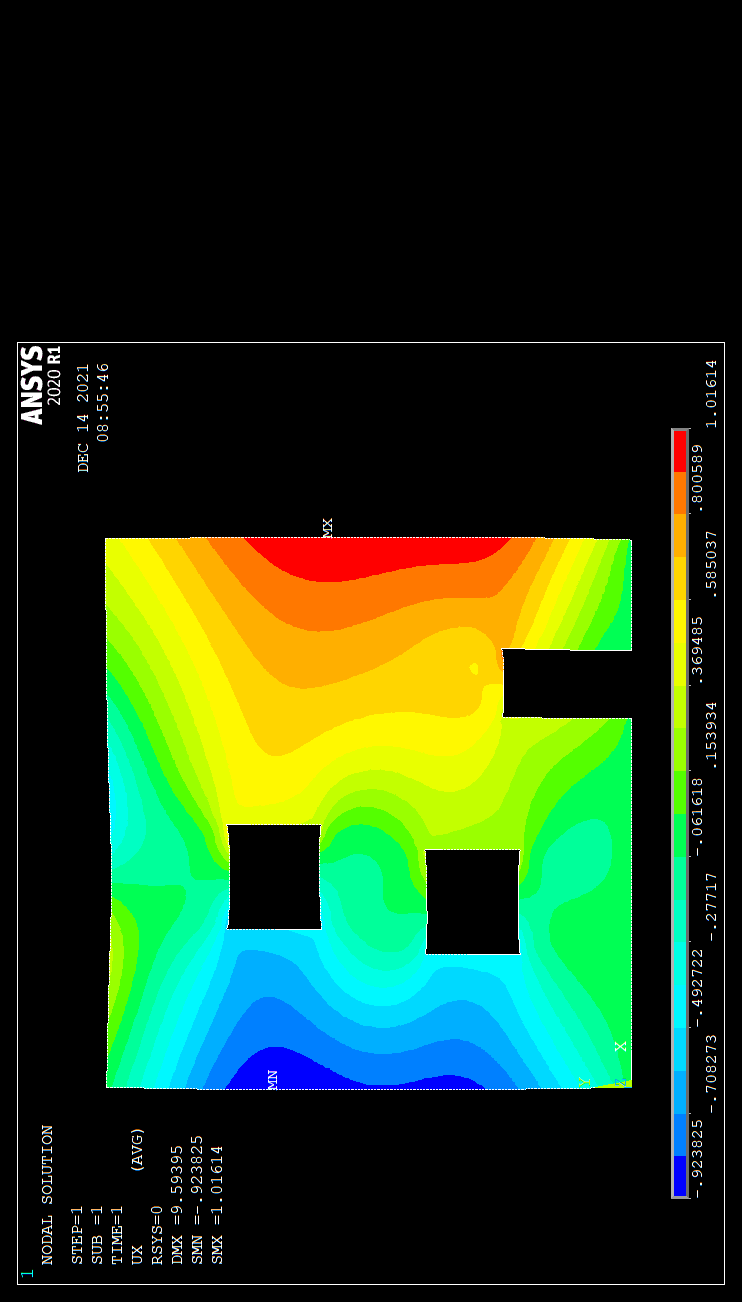 1
NODAL SOLUTION
STEP=1
SUB =1
TIME=1
UX       (AVG)
RSYS=0
DMX =9.59395
SMN =-.923825
SMX =1.01614
ANSYS
2020 R1
DEC 14 2021
08:55:46
MN
MX
Y
Z
X
-.923825
-.708273
-.492722
-.27717
-.061618
.153934
.369485
.585037
.800589
1.01614